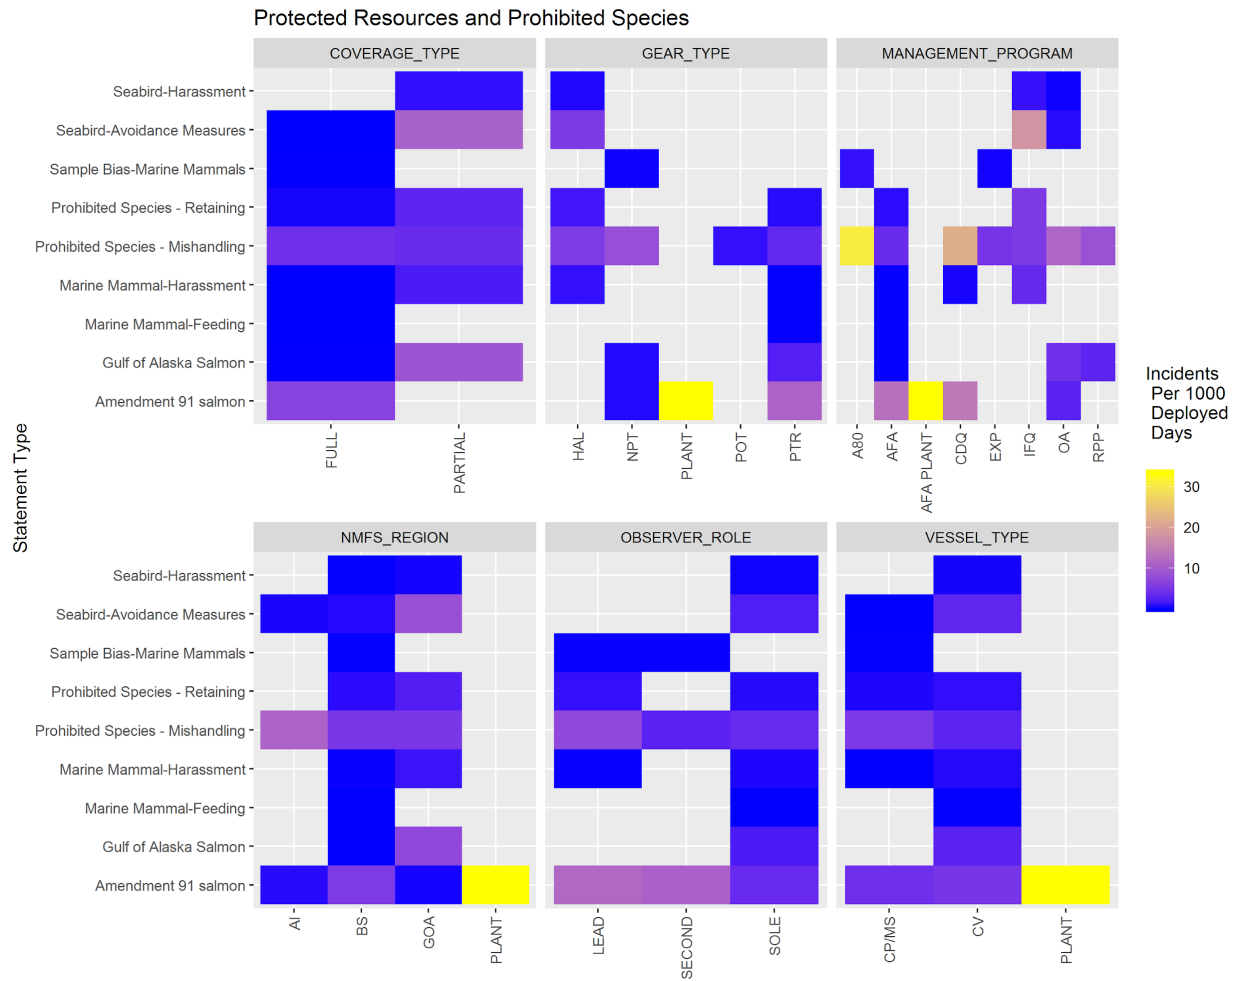 Protected Resources and Prohibited Species
COVERAGE_TYPE
GEAR_TYPE
MANAGEMENT_PROGRAM
Seabird-Harassment
Seabird-Avoidance Measures
Sample Bias-Marine Mammals
Prohibited Species - Retaining
Prohibited Species - Mishandling
Marine Mammal-Harassment
Marine Mammal-Feeding
Gulf of Alaska Salmon
Amendment 91 salmon
FULL
PARTIAL
HAL
NPT
PLANT
POT
PTR
A80
AFA
AFA PLANT
CDQ
EXP
IFQ
OA
RPP
Statement Type
Incidents
Per 1000
Deployed
Days
30
20
10
NMFS_REGION
OBSERVER_ROLE
VESSEL_TYPE
Seabird-Harassment
Seabird-Avoidance Measures
Sample Bias-Marine Mammals
Prohibited Species - Retaining
Prohibited Species - Mishandling
Marine Mammal-Harassment
Marine Mammal-Feeding
Gulf of Alaska Salmon
Amendment 91 salmon
AI
BS
GOA
PLANT
LEAD
SECOND
SOLE
CP/MS
CV
PLANT